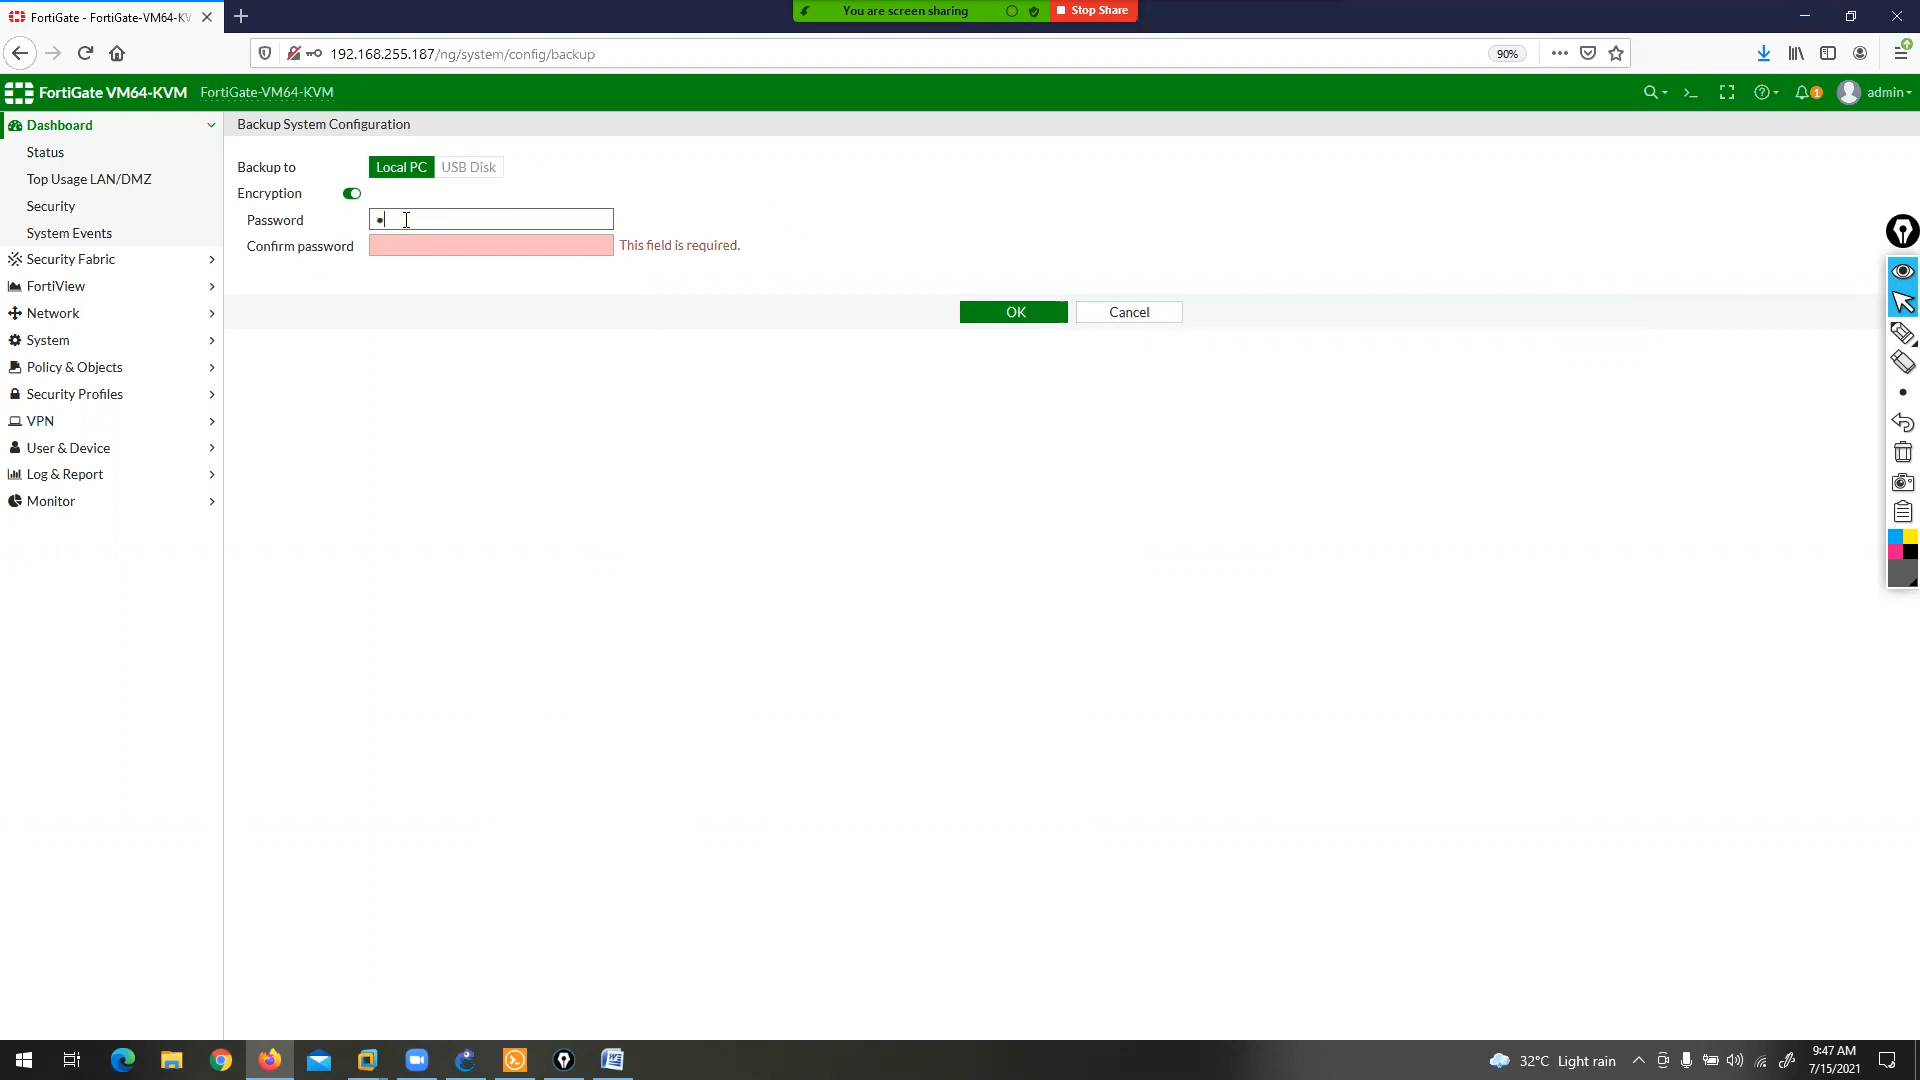 FortiGate - FortiGate-VM64-KV
You are screen sharing
Stop Share
192.168.255.187/ng/system/config/backup
90%
FortiGate VM64-KVM
FortiGate-VM64-KVM
1
admin
Dashboard
Status
Top Usage LAN/DMZ
Security
System Events
Security Fabric
FortiView
Network
System
Policy & Objects
Security Profiles
VPN
User & Device
Log & Report
Monitor
Backup System Configuration
Backup to
Local PC
USB Disk
Encryption
Password
Confirm password
This field is required.
OK
Cancel
32°C Light rain
9:47 AM
7/15/2021